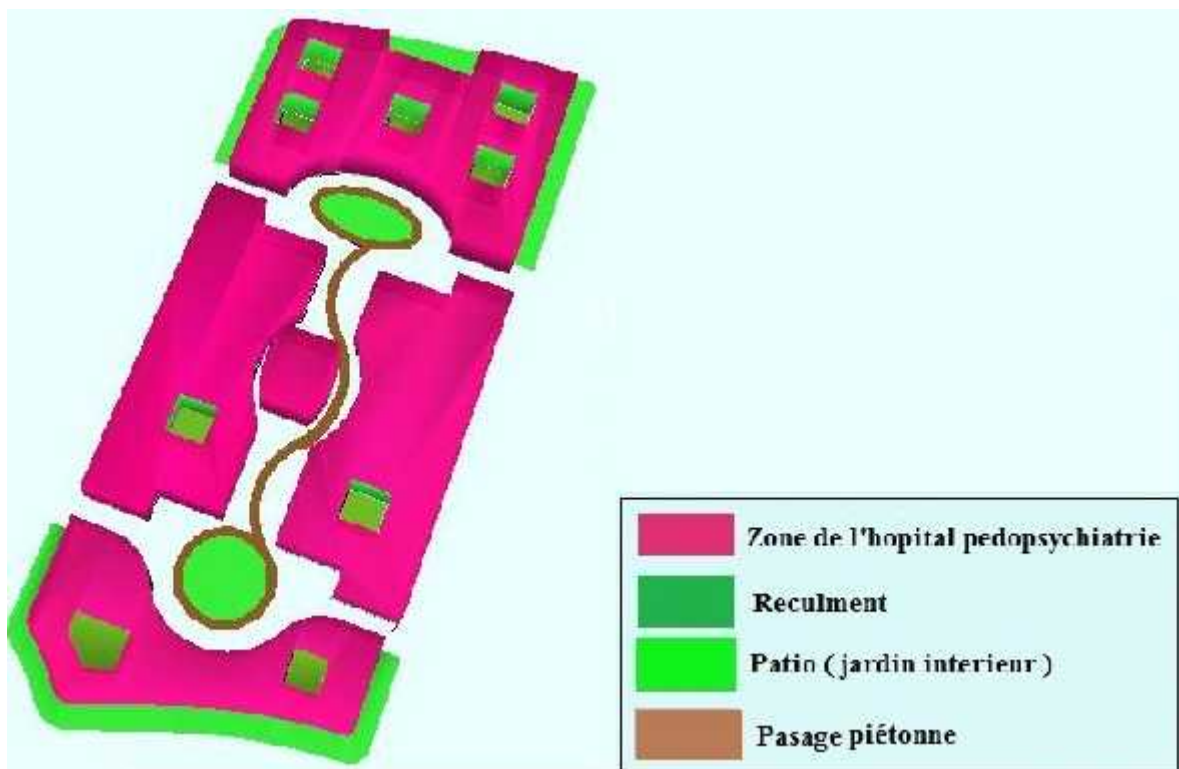 Zone de l'hopital pedopsychiatrie
Reculment
Patio ( jardin interieur )
Pasage piétonne